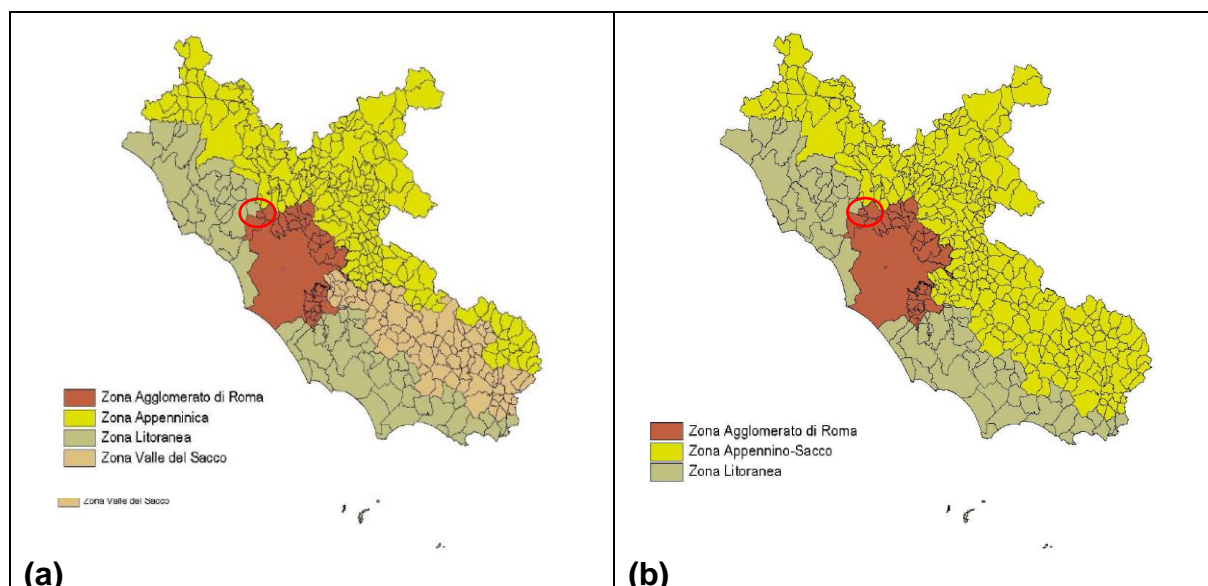 Zona Agglomerato di Roma
Zona Appenninica
Zona Litoranea
Zona Valle del Sacco
Zona Valle del Sacco
(a)
Zona Agglomerato di Roma
Zona Appennino-Sacco
Zona Litoranea
(b)